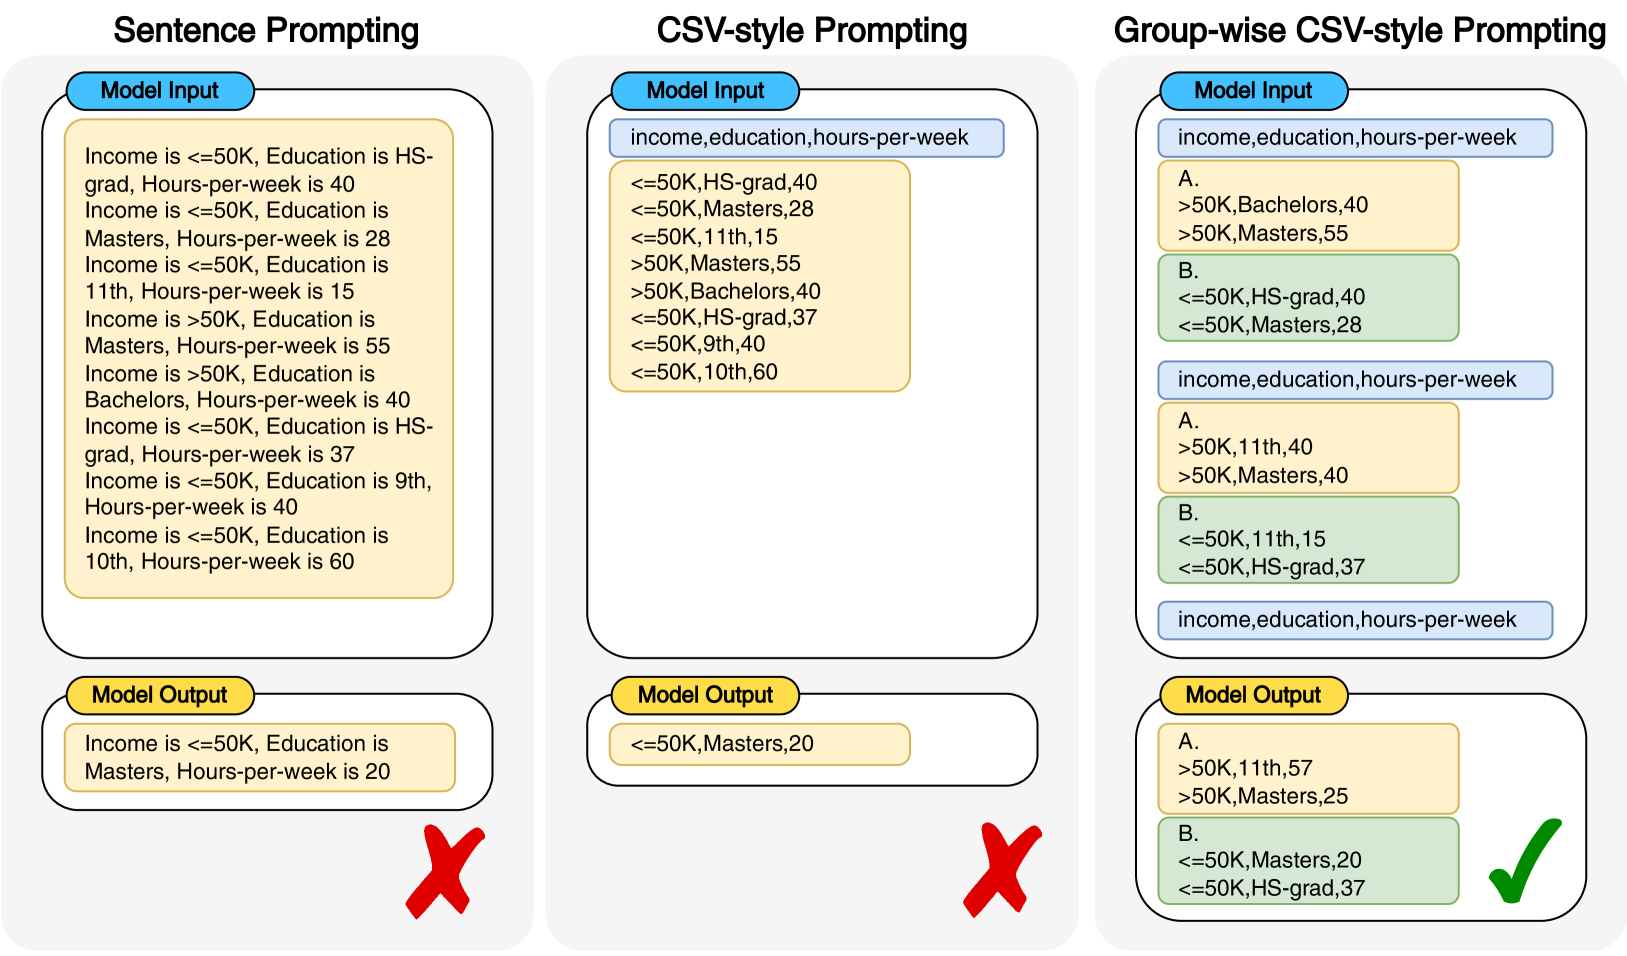 Sentence Prompting
Model Input
Income is <=50K, Education is HS-
grad, Hours-per-week is 40
Income is <=50K, Education is
Masters, Hours-per-week is 28
Income is <=50K, Education is
11th, Hours-per-week is 15
Income is >50K, Education is
Masters, Hours-per-week is 55
Income is >50K, Education is
Bachelors, Hours-per-week is 40
Income is <=50K, Education is HS-
grad, Hours-per-week is 37
Income is <=50K, Education is 9th,
Hours-per-week is 40
Income is <=50K, Education is
10th, Hours-per-week is 60
Model Output
Income is <=50K, Education is
Masters, Hours-per-week is 20
CSV-style Prompting
Model Input
income,education,hours-per-week
<=50K,HS-grad,40
<=50K,Masters,28
<=50K,11th,15
>50K,Masters,55
>50K,Bachelors,40
<=50K,HS-grad,37
<=50K,9th,40
<=50K,10th,60
Model Output
<=50K,Masters,20
Group-wise CSV-style Prompting
Model Input
income,education,hours-per-week
A.
>50K,Bachelors,40
>50K,Masters,55
B.
<=50K,HS-grad,40
<=50K,Masters,28
income,education,hours-per-week
A.
>50K,11th,40
>50K,Masters,40
B.
<=50K,11th,15
<=50K,HS-grad,37
income,education,hours-per-week
Model Output
A.
>50K,11th,57
>50K,Masters,25
B.
<=50K,Masters,20
<=50K,HS-grad,37